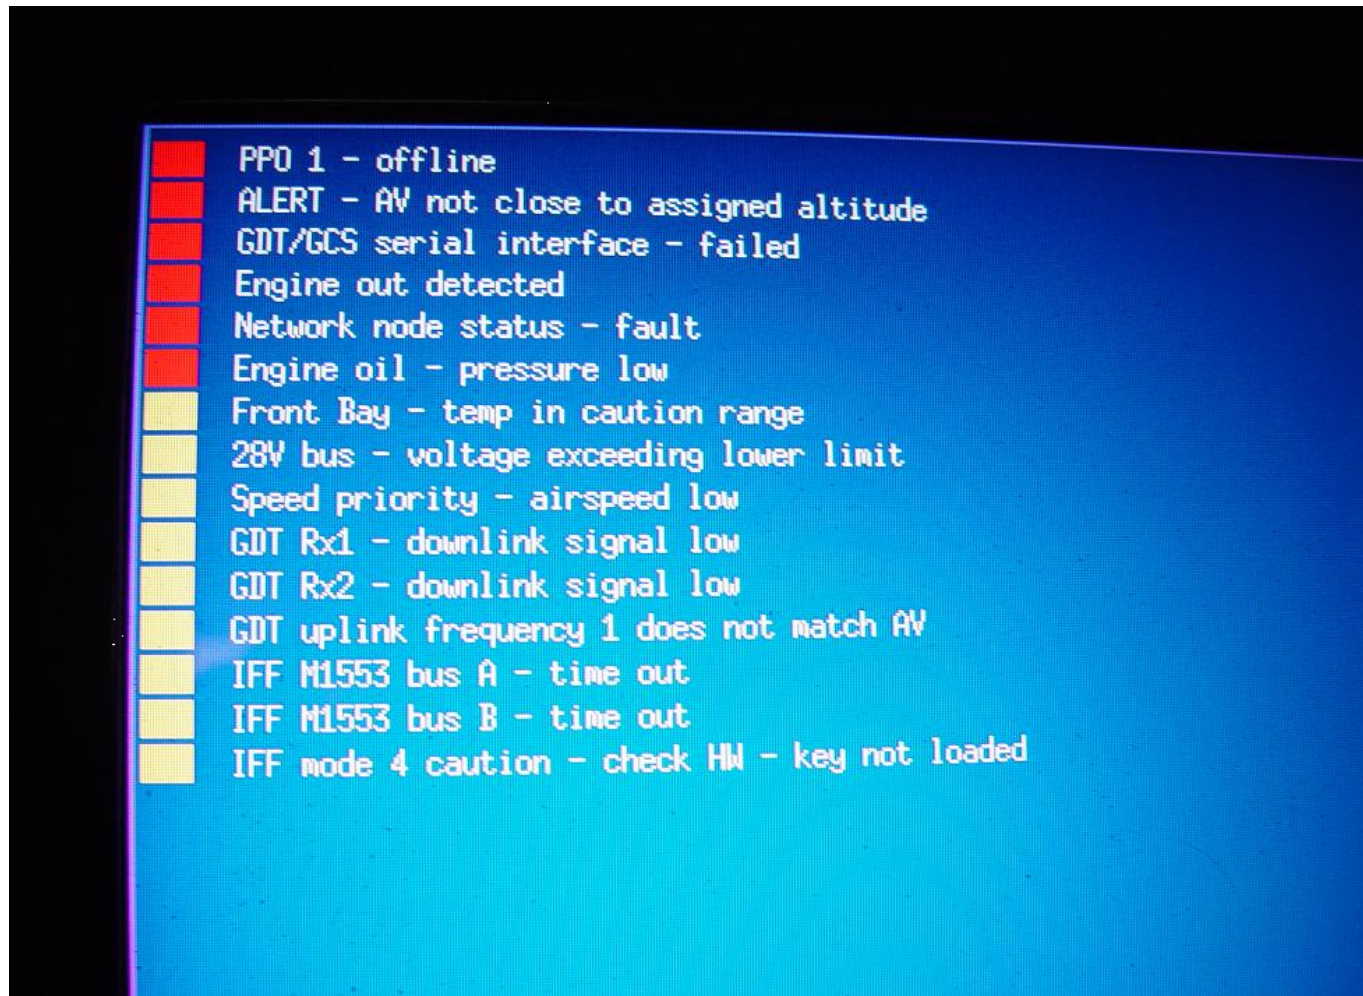 PPO 1 - offline
ALERT - AV not close to assigned altitude
GDT/GCS serial interface - failed
Engine out detected
Network node status - fault
Engine oil - pressure low
Front Bay - temp in caution range
28V bus - voltage exceeding lower limit
Speed priority - airspeed low
GDT Rx1 - downlink signal low
GDT Rx2 - downlink signal low
GDT uplink frequency 1 does not match AV
IFF M1553 bus A - time out
IFF M1553 bus B - time out
IFF mode 4 caution - check HW - key not loaded